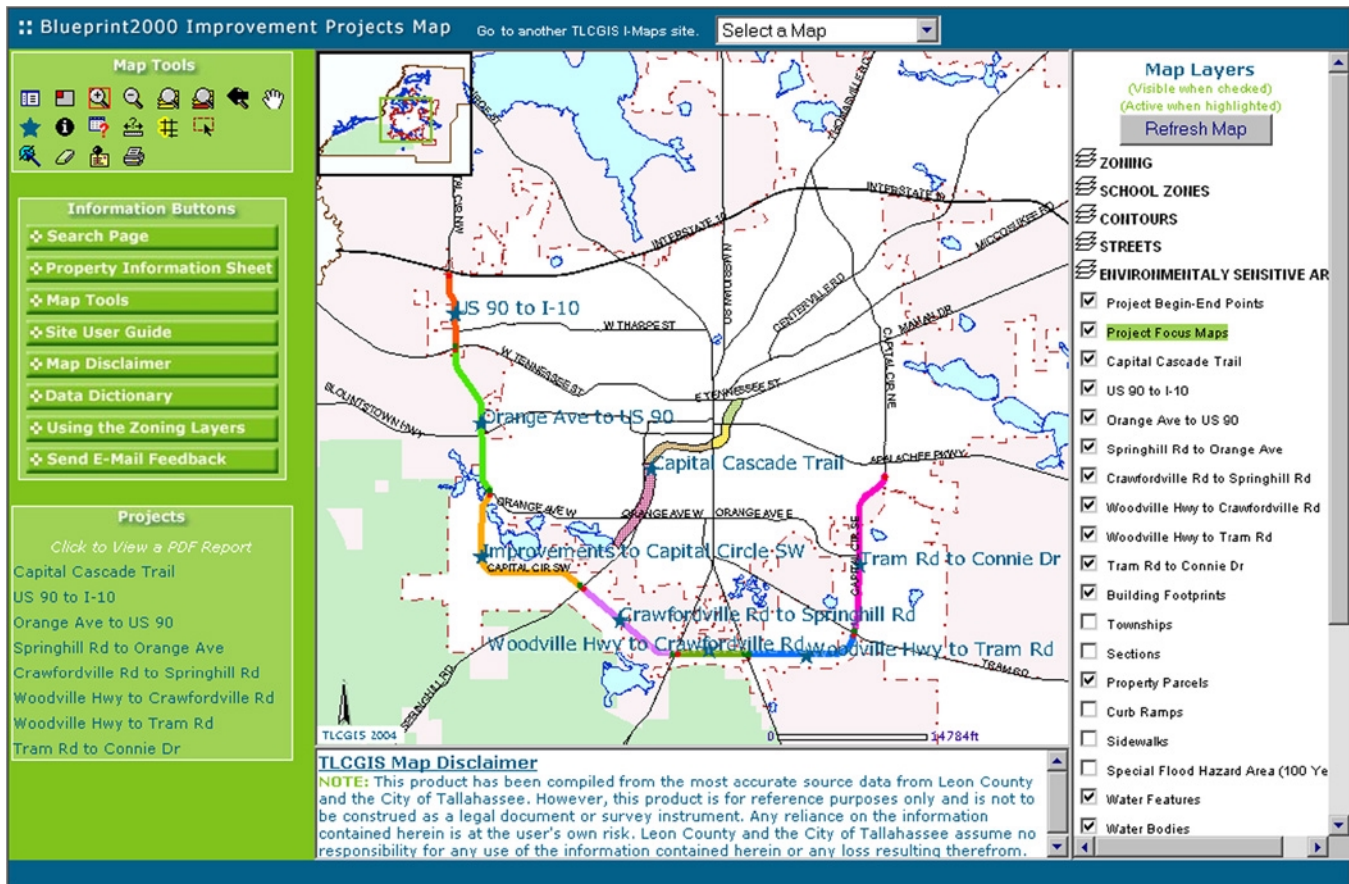 :: Blueprint2000 Improvement Projects Map
Go to another TLCGIS I-Maps site.
Select a Map
Map Tools
Information Buttons
Search Page
Property Information Sheet
Map Tools
Site User Guide
Map Disclaimer
Data Dictionary
Using the Zoning Layers
Send E-Mail Feedback
Projects
Click to View a PDF Report
Capital Cascade Trail
US 90 to I-10
Orange Ave to US 90
Springhill Rd to Orange Ave
Crawfordville Rd to Springhill Rd
Woodville Hwy to Crawfordville Rd
Woodville Hwy to Tram Rd
Tram Rd to Connie Dr
INTERSTATE 10
INTERSTATE 10
MICCOSUKEE RD
CENTERVILLE RD
MAHAN DR
CAPITAL CIR NE
US 90 to I-10
W THARPE ST
W TENNESSEE ST
E TENNESSEE ST
BLOUNTSTOWN HWY
Orange Ave to US 90
Capital Cascade Trail
APALACHEE PKWY
ORANGE AVE W
ORANGE AVE W
ORANGE AVE E
CAPITAL CIR SE
Improvements to Capital Circle SW
Tram Rd to Connie Dr
CAPITAL CIR SW
Crawfordville Rd to Springhill Rd
Woodville Hwy to Crawfordville Rd
Woodville Hwy to Tram Rd
TRAM RD
SPRINGHILL RD
TLCGIS 2004
0
14784ft
TLCGIS Map Disclaimer
NOTE: This product has been compiled from the most accurate source data from Leon County
and the City of Tallahassee. However, this product is for reference purposes only and is not to
be construed as a legal document or survey instrument. Any reliance on the information
contained herein is at the user's own risk. Leon County and the City of Tallahassee assume no
responsibility for any use of the information contained herein or any loss resulting therefrom.
Map Layers
(Visible when checked)
(Active when highlighted)
Refresh Map
ZONING
SCHOOL ZONES
CONTOURS
STREETS
ENVIRONMENTALY SENSITIVE AR
Project Begin-End Points
Project Focus Maps
Capital Cascade Trail
US 90 to I-10
Orange Ave to US 90
Springhill Rd to Orange Ave
Crawfordville Rd to Springhill Rd
Woodville Hwy to Crawfordville Rd
Woodville Hwy to Tram Rd
Tram Rd to Connie Dr
Building Footprints
Townships
Sections
Property Parcels
Curb Ramps
Sidewalks
Special Flood Hazard Area (100 Ye
Water Features
Water Bodies